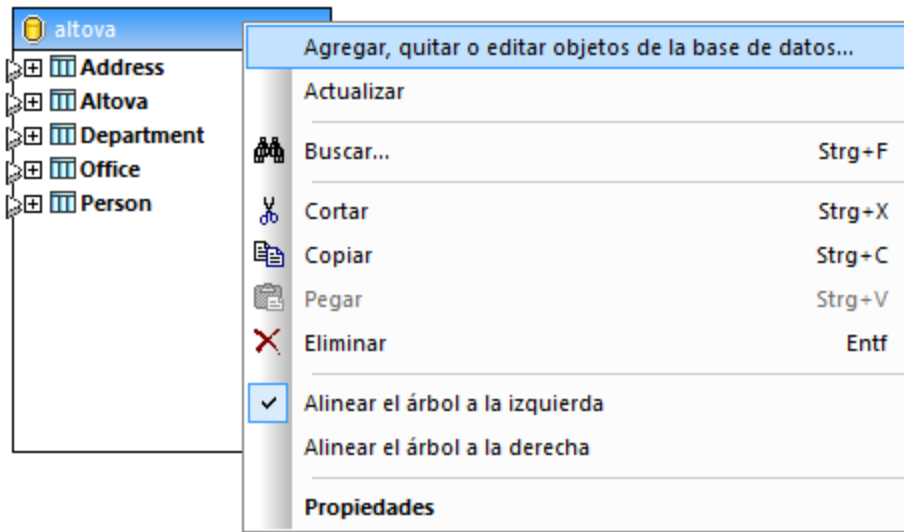 altova
Address
Altova
Department
Office
Person
Agregar, quitar o editar objetos de la base de datos...
Actualizar
Buscar... Strg+F
Cortar Strg+X
Copiar Strg+C
Pegar Strg+V
Eliminar Entf
Alinear el árbol a la izquierda
Alinear el árbol a la derecha
Propiedades